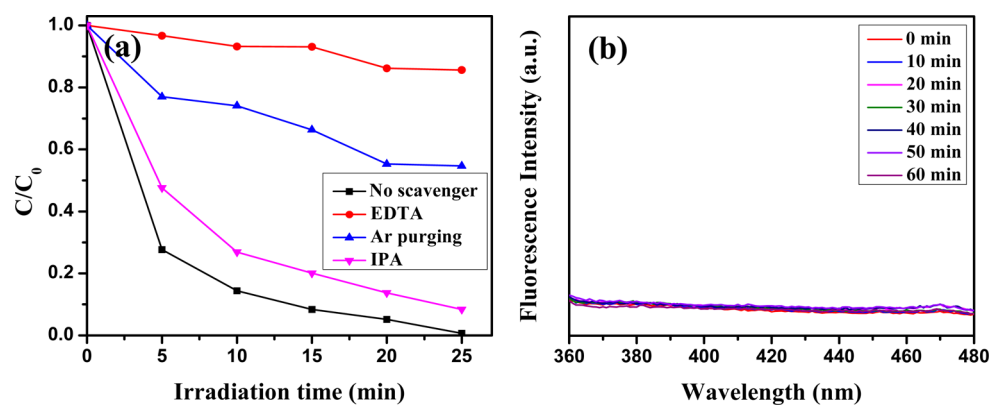 (a)
C/C0
1.0
0.8
0.6
0.4
0.2
0.0
No scavenger
EDTA
Ar purging
IPA
0 5 10 15 20 25
Irradiation time (min)
(b)
Fluorescence Intensity (a.u.)
0 min
10 min
20 min
30 min
40 min
50 min
60 min
360 380 400 420 440 460 480
Wavelength (nm)